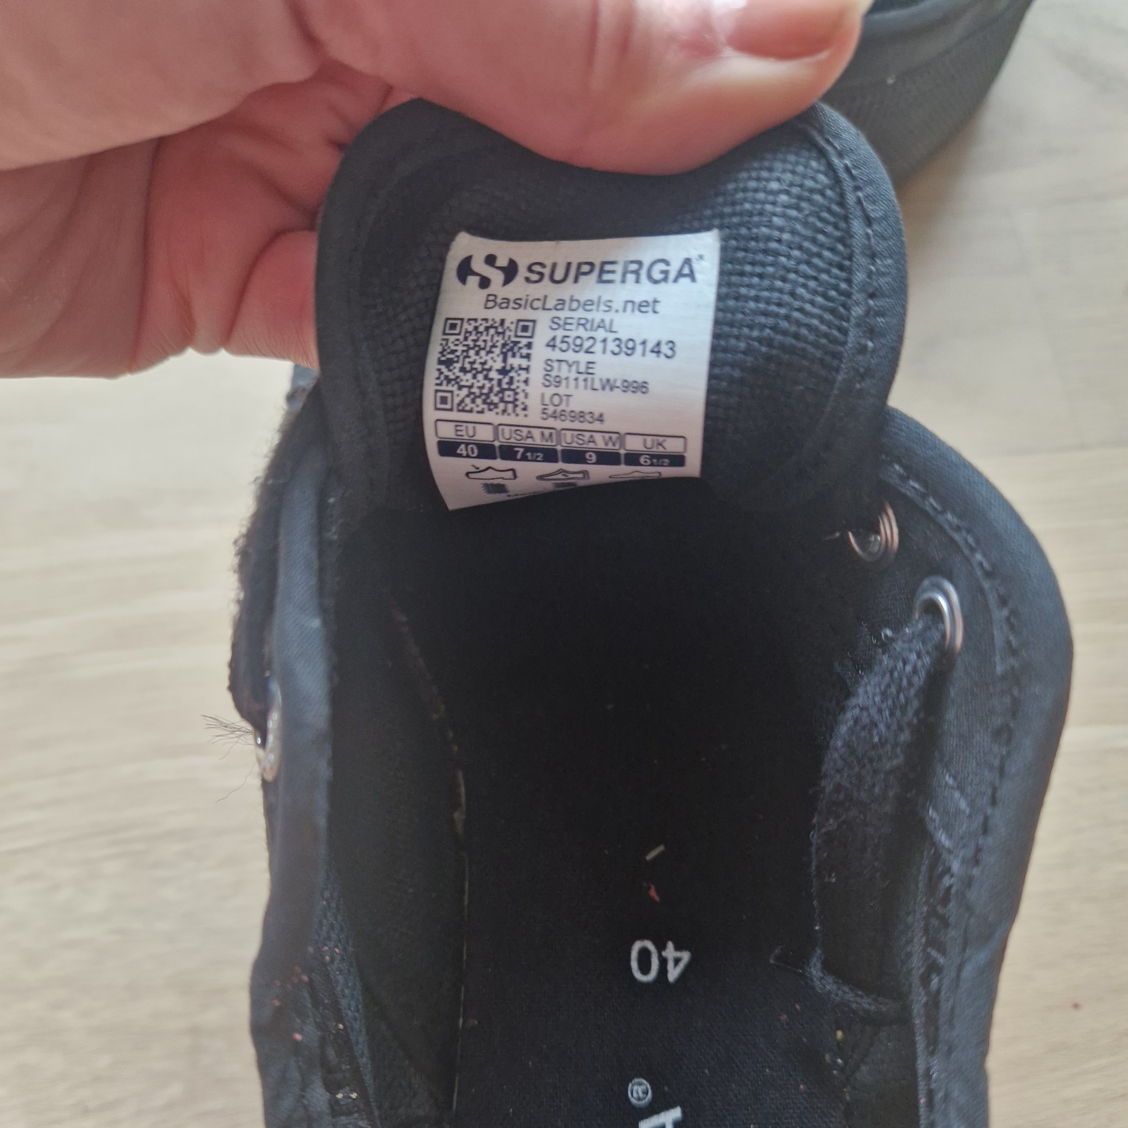 SUPERGA®
BasicLabels.net
SERIAL
4592139143
STYLE
S9111LW-996
LOT
5469834
EU USA M USA W UK
40 7 1/2 9 6 1/2
40
®